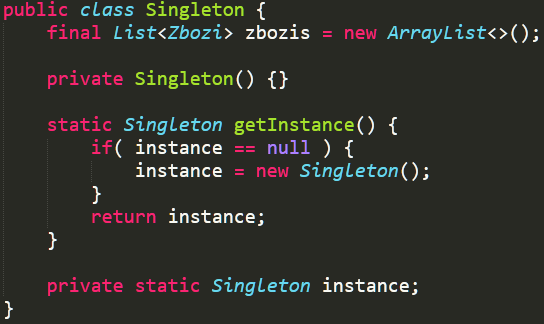 public class Singleton {
    final List<Zbozi> zbozis = new ArrayList<>();
    private Singleton() {}
    static Singleton getInstance() {
        if( instance == null ) {
            instance = new Singleton();
        }
        return instance;
    }
    private static Singleton instance;
}